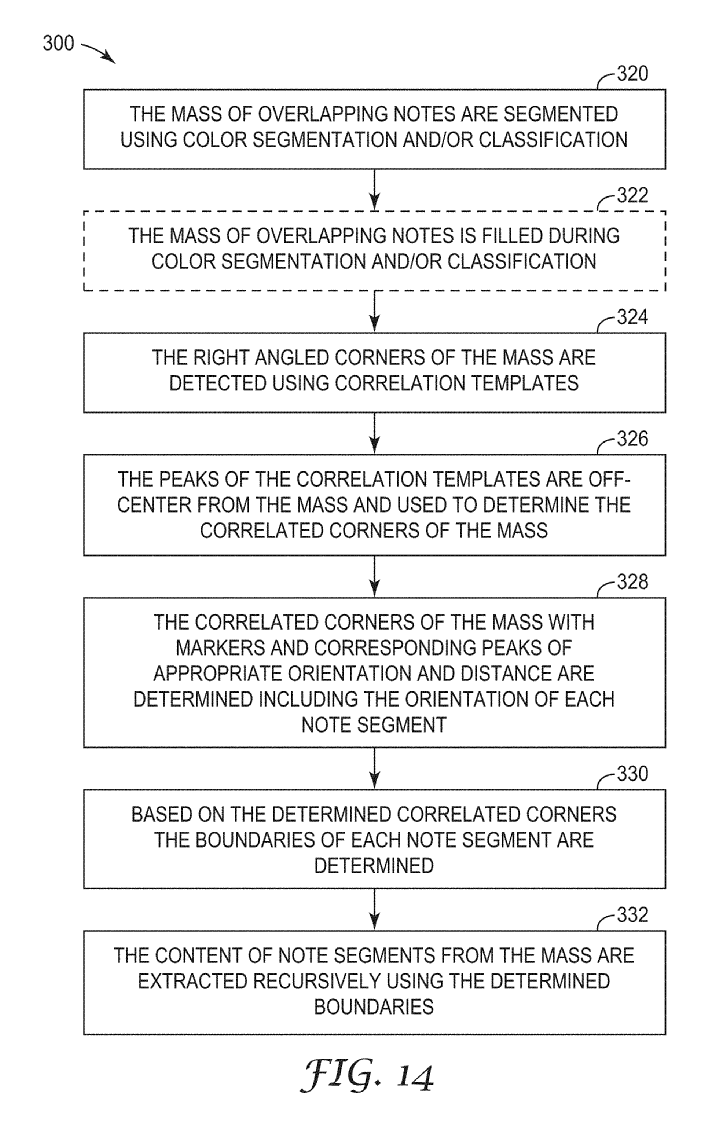 300
320
THE MASS OF OVERLAPPING NOTES ARE SEGMENTED
USING COLOR SEGMENTATION AND/OR CLASSIFICATION
322
THE MASS OF OVERLAPPING NOTES IS FILLED DURING
COLOR SEGMENTATION AND/OR CLASSIFICATION
324
THE RIGHT ANGLED CORNERS OF THE MASS ARE
DETECTED USING CORRELATION TEMPLATES
326
THE PEAKS OF THE CORRELATION TEMPLATES ARE OFF-
CENTER FROM THE MASS AND USED TO DETERMINE THE
CORRELATED CORNERS OF THE MASS
328
THE CORRELATED CORNERS OF THE MASS WITH
MARKERS AND CORRESPONDING PEAKS OF
APPROPRIATE ORIENTATION AND DISTANCE ARE
DETERMINED INCLUDING THE ORIENTATION OF EACH
NOTE SEGMENT
330
BASED ON THE DETERMINED CORRELATED CORNERS
THE BOUNDARIES OF EACH NOTE SEGMENT ARE
DETERMINED
332
THE CONTENT OF NOTE SEGMENTS FROM THE MASS ARE
EXTRACTED RECURSIVELY USING THE DETERMINED
BOUNDARIES
FIG. 14